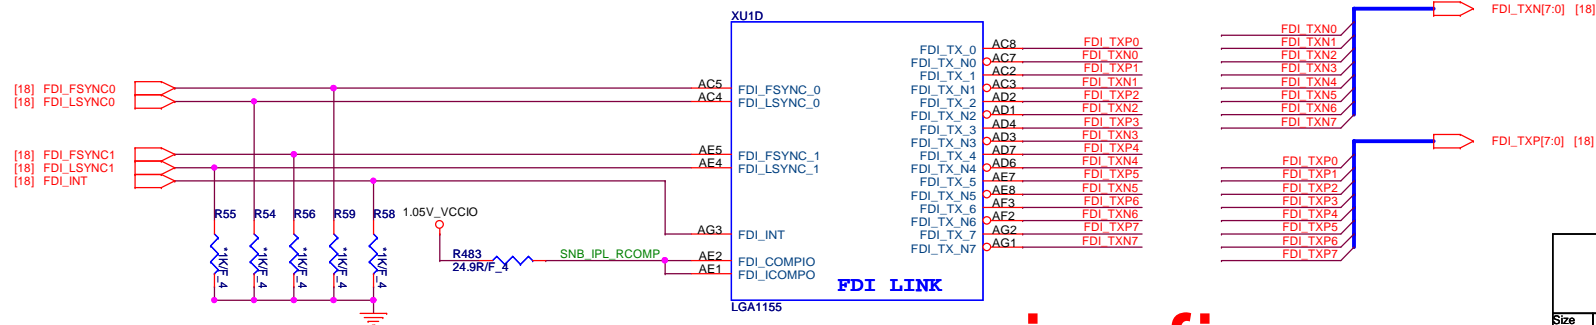 XU1D
FDI_TXN[7:0] [18]
[18] FDI_FSYNC0
[18] FDI_LSYNC0
[18] FDI_FSYNC1
[18] FDI_LSYNC1
[18] FDI_INT
AC5 FDI_FSYNC_0
AC4 FDI_LSYNC_0
AE5 FDI_FSYNC_1
AE4 FDI_LSYNC_1
AG3 FDI_INT
AE2 FDI_COMPIO
AE1 FDI_ICOMPO
R55 R54 R56 R59 R58
*1K/F_4 *1K/F_4 *1K/F_4 *1K/F_4 *1K/F_4
1.05V_VCCIO
R483
24.9R/F_4
SNB_IPL_RCOMP
FDI_TX_0 AC8 FDI_TXP0
FDI_TX_N0 AC7 FDI_TXN0
FDI_TX_1 AC2 FDI_TXP1
FDI_TX_N1 AC3 FDI_TXN1
FDI_TX_2 AD2 FDI_TXP2
FDI_TX_N2 AD1 FDI_TXN2
FDI_TX_3 AD4 FDI_TXP3
FDI_TX_N3 AD3 FDI_TXN3
FDI_TX_4 AD7 FDI_TXP4
FDI_TX_N4 AD6 FDI_TXN4
FDI_TX_5 AE7 FDI_TXP5
FDI_TX_N5 AE8 FDI_TXN5
FDI_TX_6 AF3 FDI_TXP6
FDI_TX_N6 AF2 FDI_TXN6
FDI_TX_7 AG2 FDI_TXP7
FDI_TX_N7 AG1 FDI_TXN7
FDI LINK
LGA1155
FDI_TXN0
FDI_TXN1
FDI_TXN2
FDI_TXN3
FDI_TXN4
FDI_TXN5
FDI_TXN6
FDI_TXN7
FDI_TXP[7:0] [18]
FDI_TXP0
FDI_TXP1
FDI_TXP2
FDI_TXP3
FDI_TXP4
FDI_TXP5
FDI_TXP6
FDI_TXP7
Size